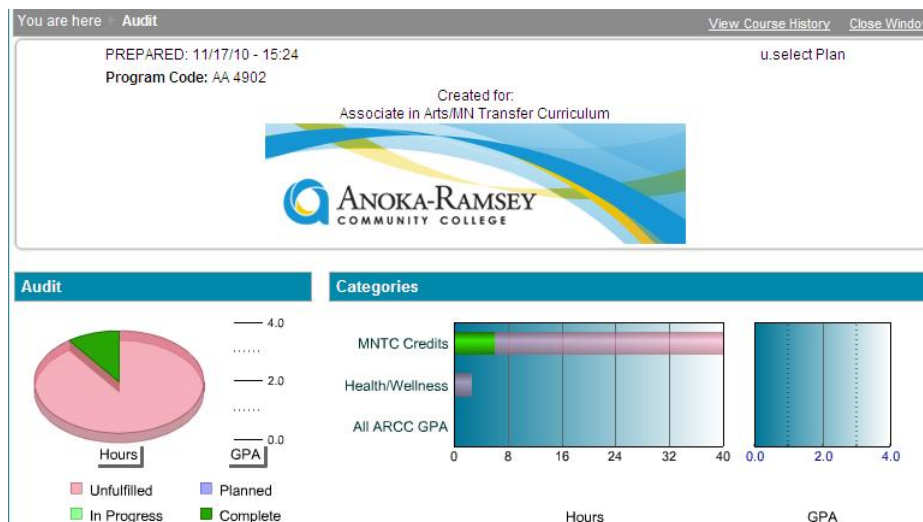 You are here Audit View Course History Close Window
PREPARED: 11/17/10 - 15:24 u.select Plan
Program Code: AA 4902
Created for:
Associate in Arts/MN Transfer Curriculum
ANOKA-RAMSEY
COMMUNITY COLLEGE
Audit Categories
4.0
2.0
0.0
Hours GPA
Unfulfilled Planned
In Progress Complete
MNTC Credits
Health/Wellness
All ARCC GPA
0 8 16 24 32 40 0.0 2.0 4.0
Hours GPA